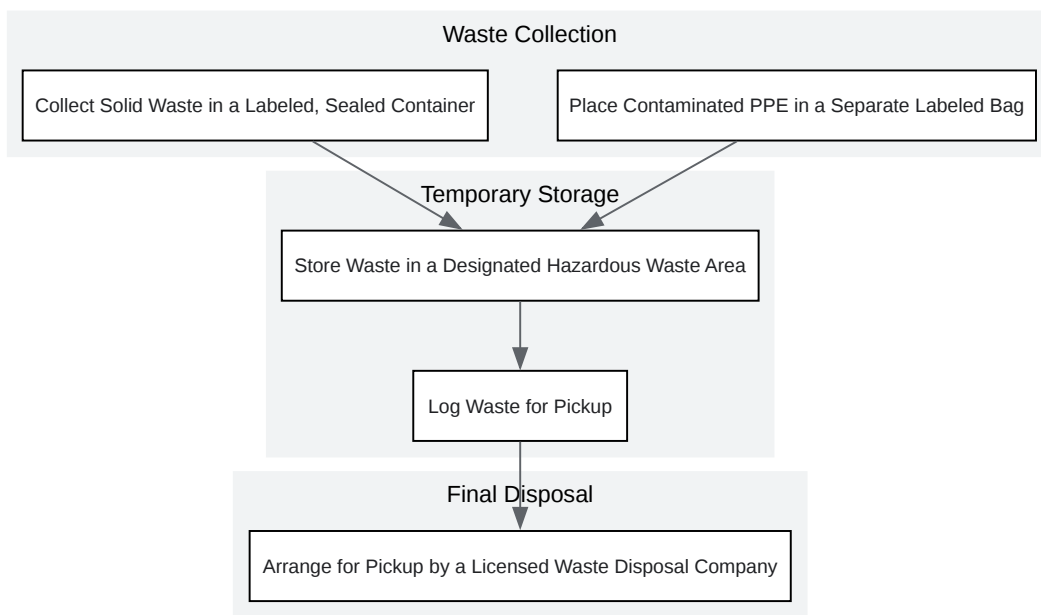 Waste Collection
Collect Solid Waste in a Labeled, Sealed Container
Place Contaminated PPE in a Separate Labeled Bag
Temporary Storage
Store Waste in a Designated Hazardous Waste Area
Log Waste for Pickup
Final Disposal
Arrange for Pickup by a Licensed Waste Disposal Company